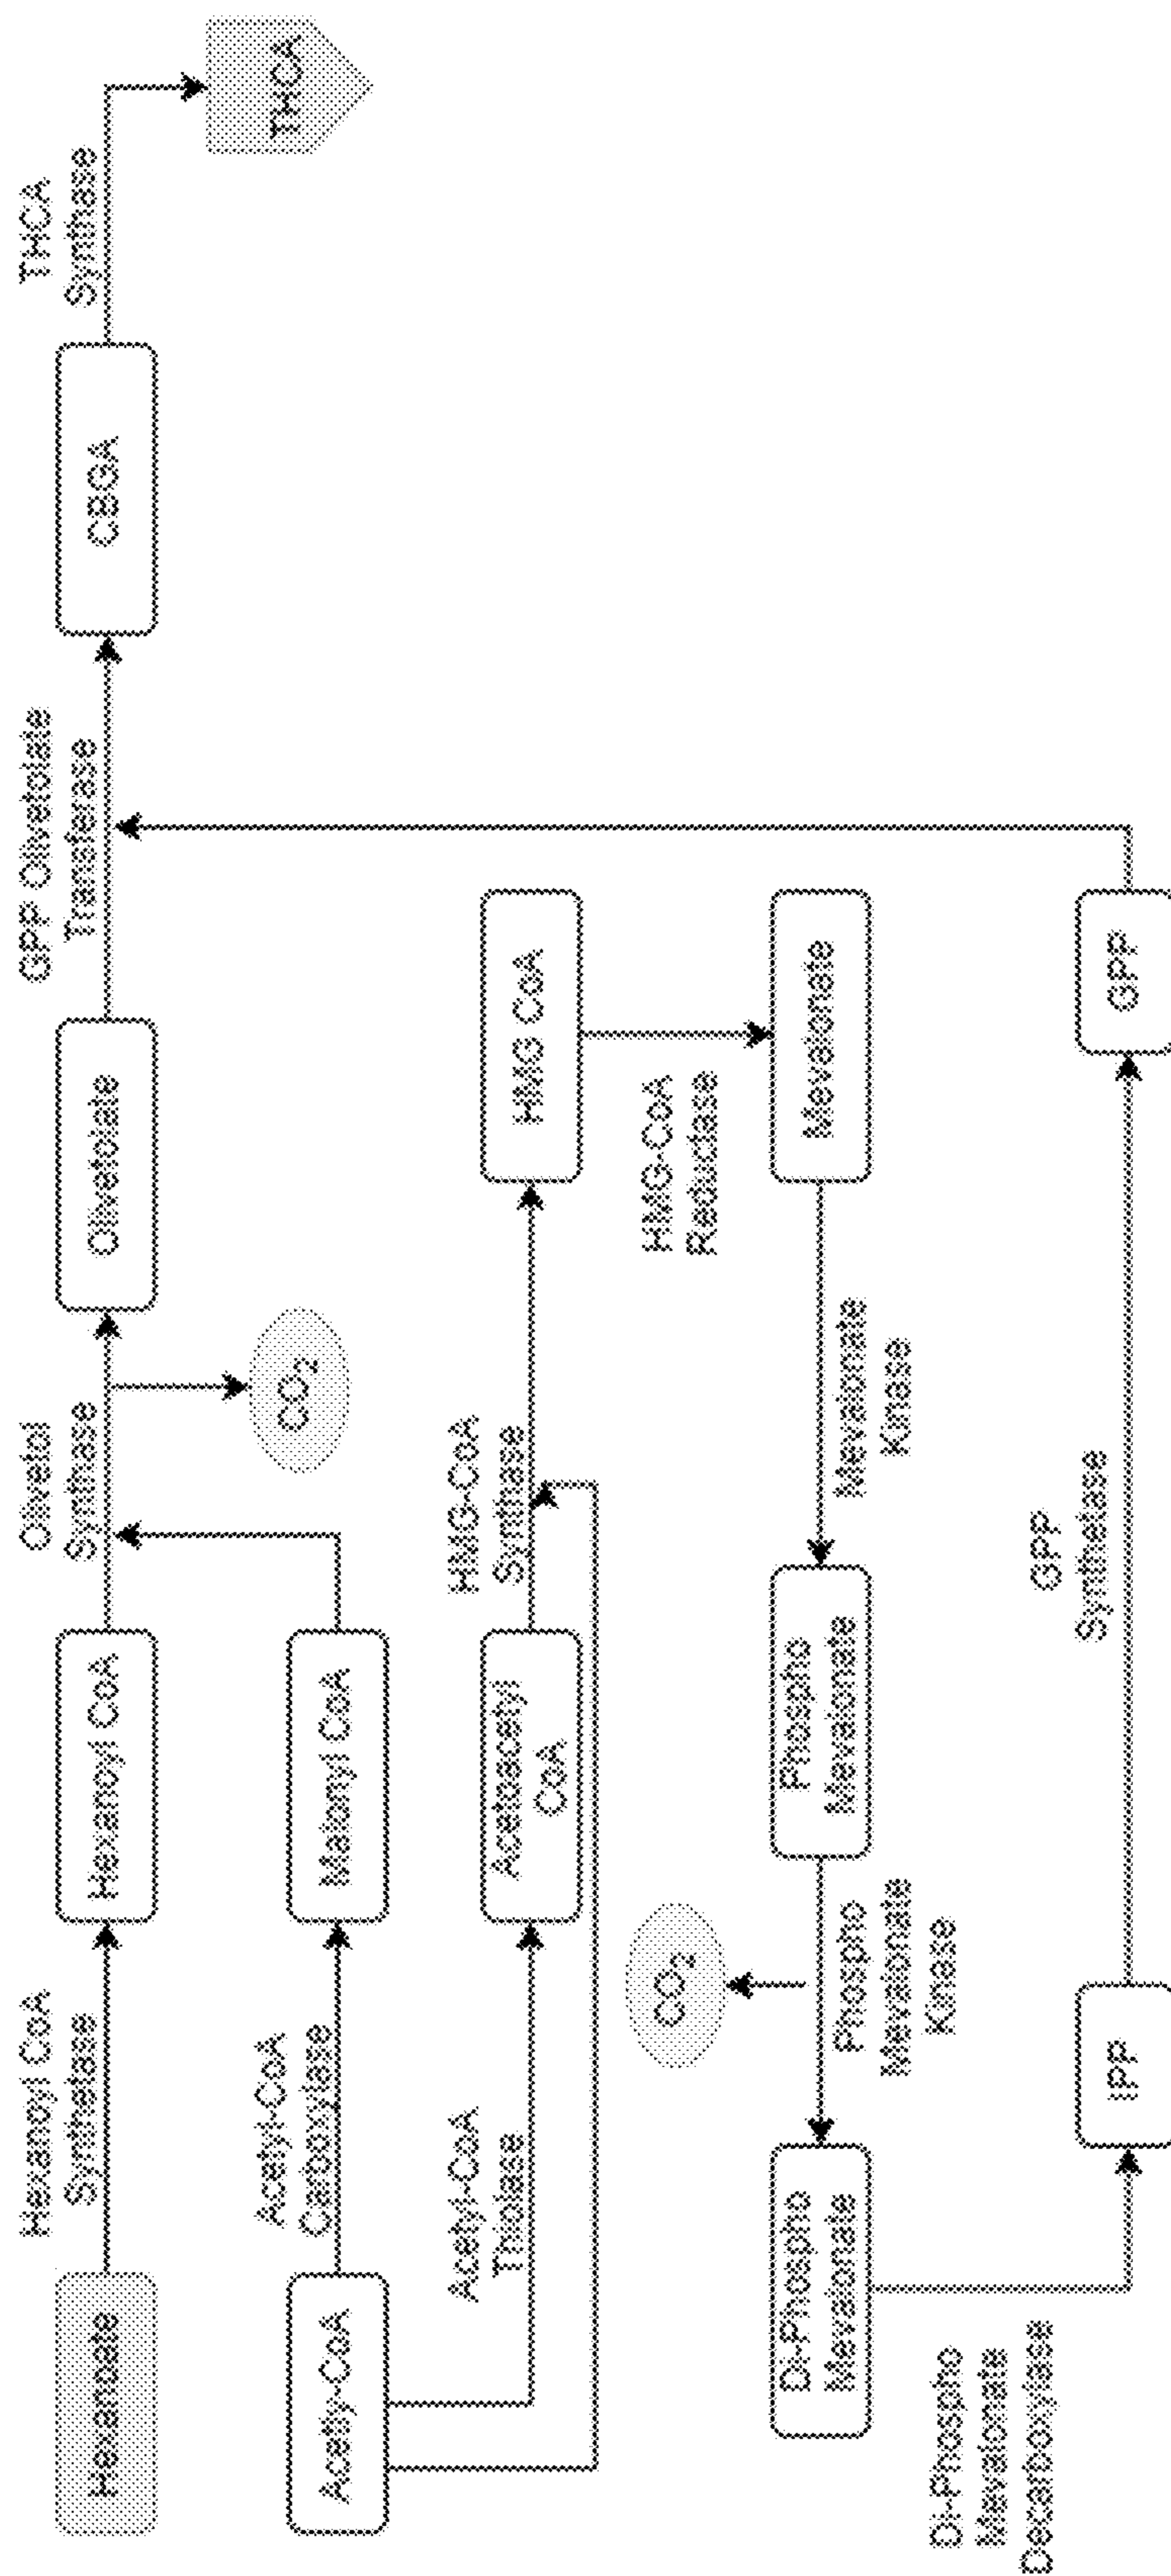 Hexanoate
Hexanoyl CoA
Synthetase
Hexanoyl CoA
Olivetol
Synthase
CO2
Olivetolate
GPP Olivetolate
Transferase
CBGA
THCA
Synthase
THCA
Acetly-CoA
Acetyl-CoA
Carboxylase
Malonyl CoA
Acetyl-CoA
Thiolase
Acetoacetyl
CoA
HMG-CoA
Synthase
HMG CoA
HMG-CoA
Reductase
Mevalonate
Mevalonate
Kinase
Phospho
Mevalonate
CO2
Phospho
Mevalonate
Kinase
Di-Phospho
Mevalonate
Di-Phospho
Mevalonate
Decarboxylase
IPP
GPP
Synthetase
GPP